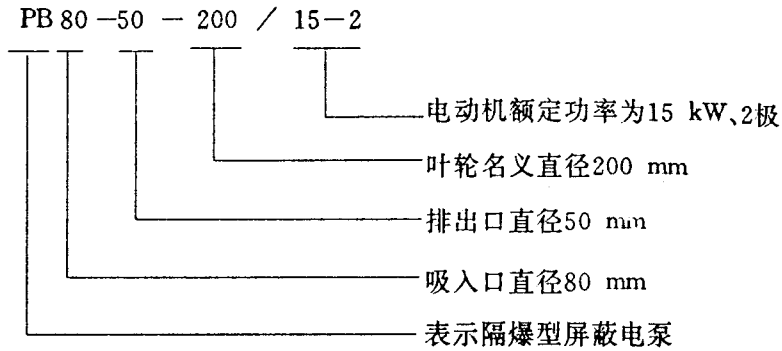 PB 80-50-200/15-2
电动机额定功率为15 kW、2极
叶轮名义直径200 mm
排出口直径50 mm
吸入口直径80 mm
表示隔爆型屏蔽电泵